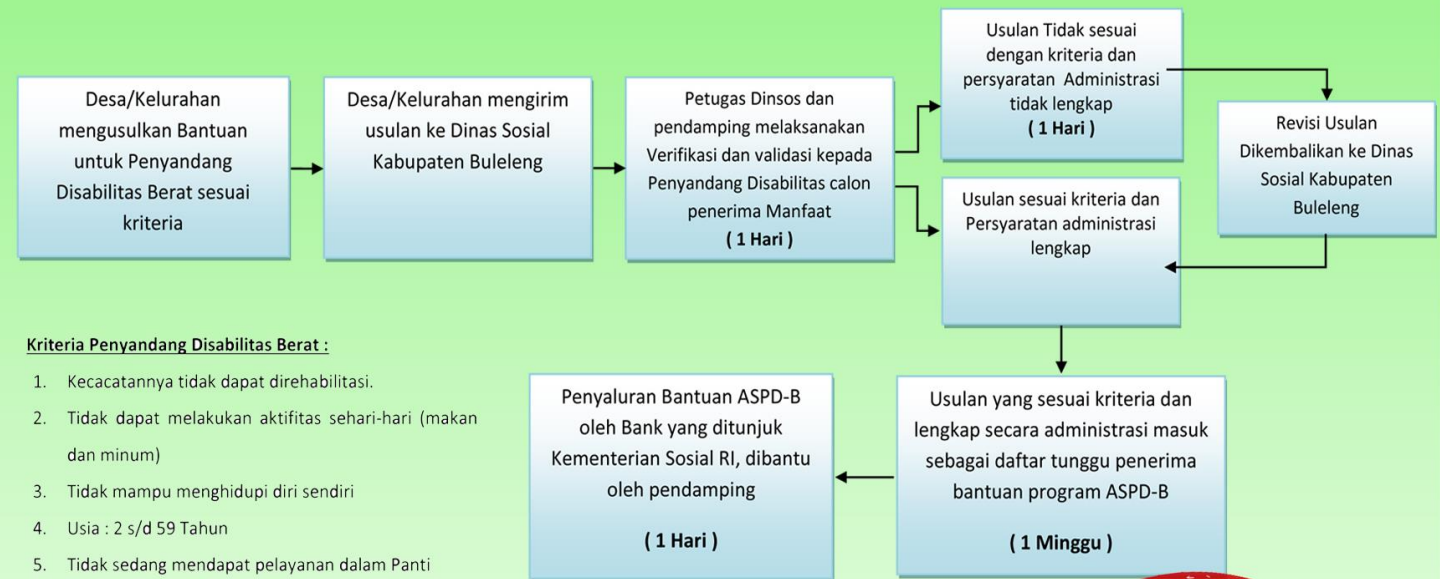 Desa/Kelurahan
mengusulkan Bantuan
untuk Penyandang
Disabilitas Berat sesuai
kriteria
Desa/Kelurahan mengirim
usulan ke Dinas Sosial
Kabupaten Buleleng
Petugas Dinsos dan
pendamping melaksanakan
Verifikasi dan validasi kepada
Penyandang Disabilitas calon
penerima Manfaat
( 1 Hari )
Usulan Tidak sesuai
dengan kriteria dan
persyaratan Administrasi
tidak lengkap
( 1 Hari )
Revisi Usulan
Dikembalikan ke Dinas
Sosial Kabupaten
Buleleng
Usulan sesuai kriteria dan
Persyaratan administrasi
lengkap
Usulan yang sesuai kriteria dan
lengkap secara administrasi masuk
sebagai daftar tunggu penerima
bantuan program ASPD-B
( 1 Minggu )
Penyaluran Bantuan ASPD-B
oleh Bank yang ditunjuk
Kementerian Sosial RI, dibantu
oleh pendamping
( 1 Hari )
Kriteria Penyandang Disabilitas Berat :
1. Kecacatannya tidak dapat direhabilitasi.
2. Tidak dapat melakukan aktifitas sehari-hari (makan
dan minum)
3. Tidak mampu menghidupi diri sendiri
4. Usia : 2 s/d 59 Tahun
5. Tidak sedang mendapat pelayanan dalam Panti